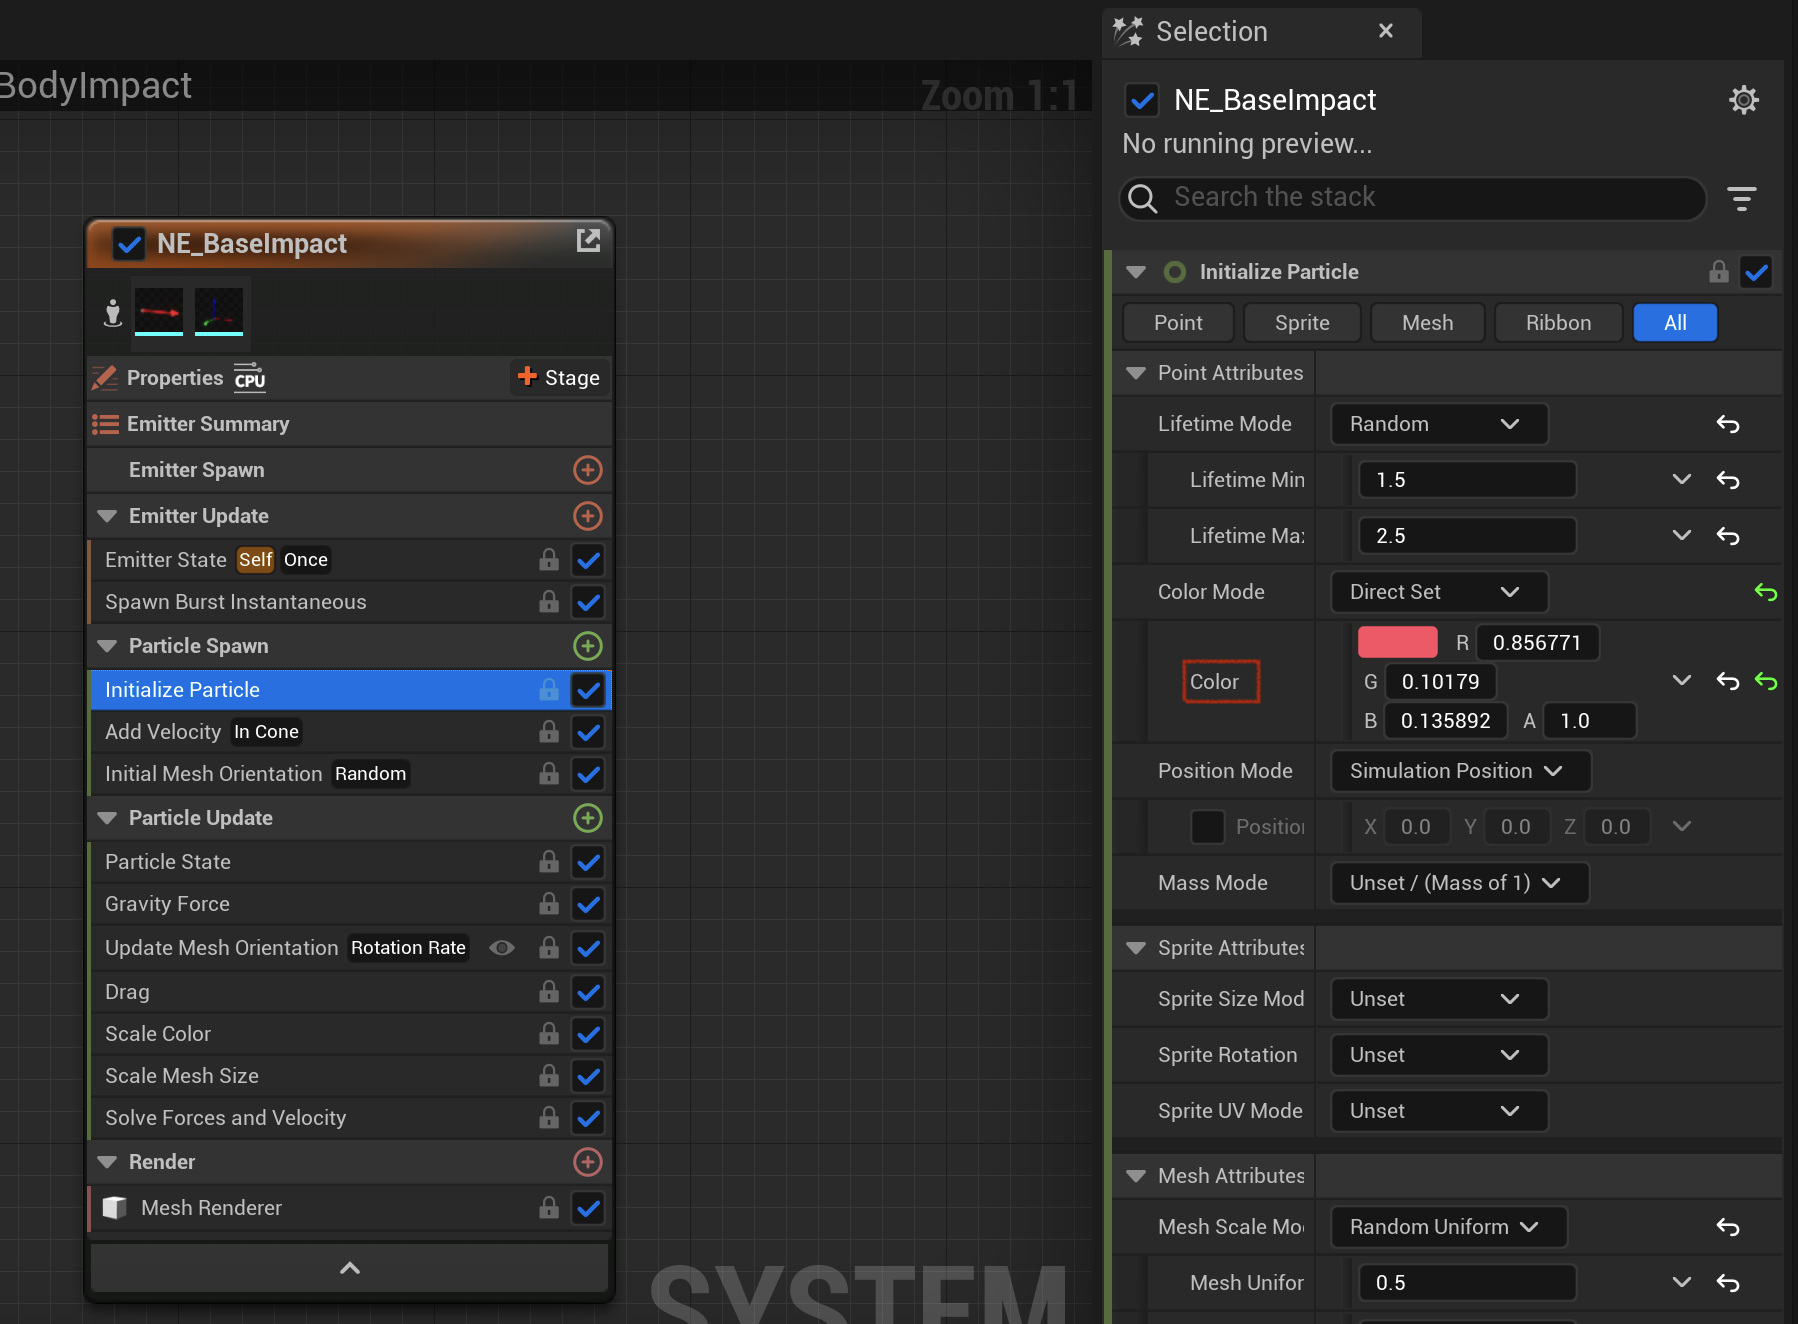 BodyImpact
Zoom 1:1
NE_BaseImpact
Properties CPU
Stage
Emitter Summary
Emitter Spawn
Emitter Update
Emitter State Self Once
Spawn Burst Instantaneous
Particle Spawn
Initialize Particle
Add Velocity In Cone
Initial Mesh Orientation Random
Particle Update
Particle State
Gravity Force
Update Mesh Orientation Rotation Rate
Drag
Scale Color
Scale Mesh Size
Solve Forces and Velocity
Render
Mesh Renderer
SYSTEM
Selection
NE_BaseImpact
No running preview...
Search the stack
Initialize Particle
Point Sprite Mesh Ribbon All
Point Attributes
Lifetime Mode Random
Lifetime Min 1.5
Lifetime Ma 2.5
Color Mode Direct Set
R 0.856771
Color G 0.10179
B 0.135892 A 1.0
Position Mode Simulation Position
Positio X 0.0 Y 0.0 Z 0.0
Mass Mode Unset / (Mass of 1)
Sprite Attributes
Sprite Size Mod Unset
Sprite Rotation Unset
Sprite UV Mode Unset
Mesh Attributes
Mesh Scale Mo Random Uniform
Mesh Unifor 0.5